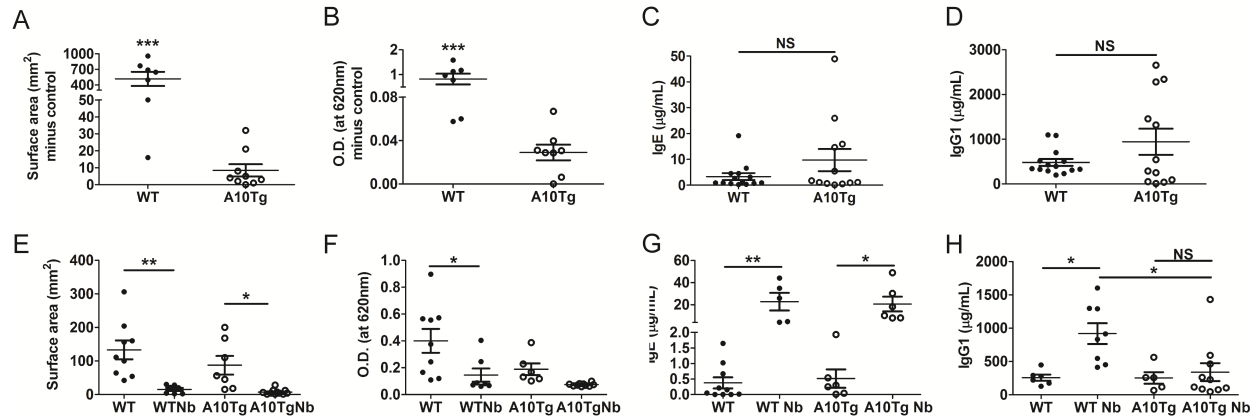 A
Surface area (mm²)
minus control
1000
700
400
50
40
30
20
10
0
***
WT
A10Tg
B
O.D. (at 620nm)
minus control
2
1
0.08
0.04
0.00
***
WT
A10Tg
C
IgE (µg/mL)
50
40
30
20
10
0
NS
WT
A10Tg
D
IgG1 (µg/mL)
3000
2000
1000
0
NS
WT
A10Tg
E
Surface area (mm²)
400
300
200
100
0
**
*
WT
WTNb
A10Tg
A10TgNb
F
O.D. (at 620nm)
1.0
0.8
0.6
0.4
0.2
0.0
*
WT
WTNb
A10Tg
A10TgNb
G
IgE (µg/mL)
60
40
20
2.0
1.5
1.0
0.5
0.0
**
*
WT
WT Nb
A10Tg
A10Tg Nb
H
IgG1 (µg/mL)
2000
1500
1000
500
0
*
NS
*
WT
WT Nb
A10Tg
A10Tg Nb